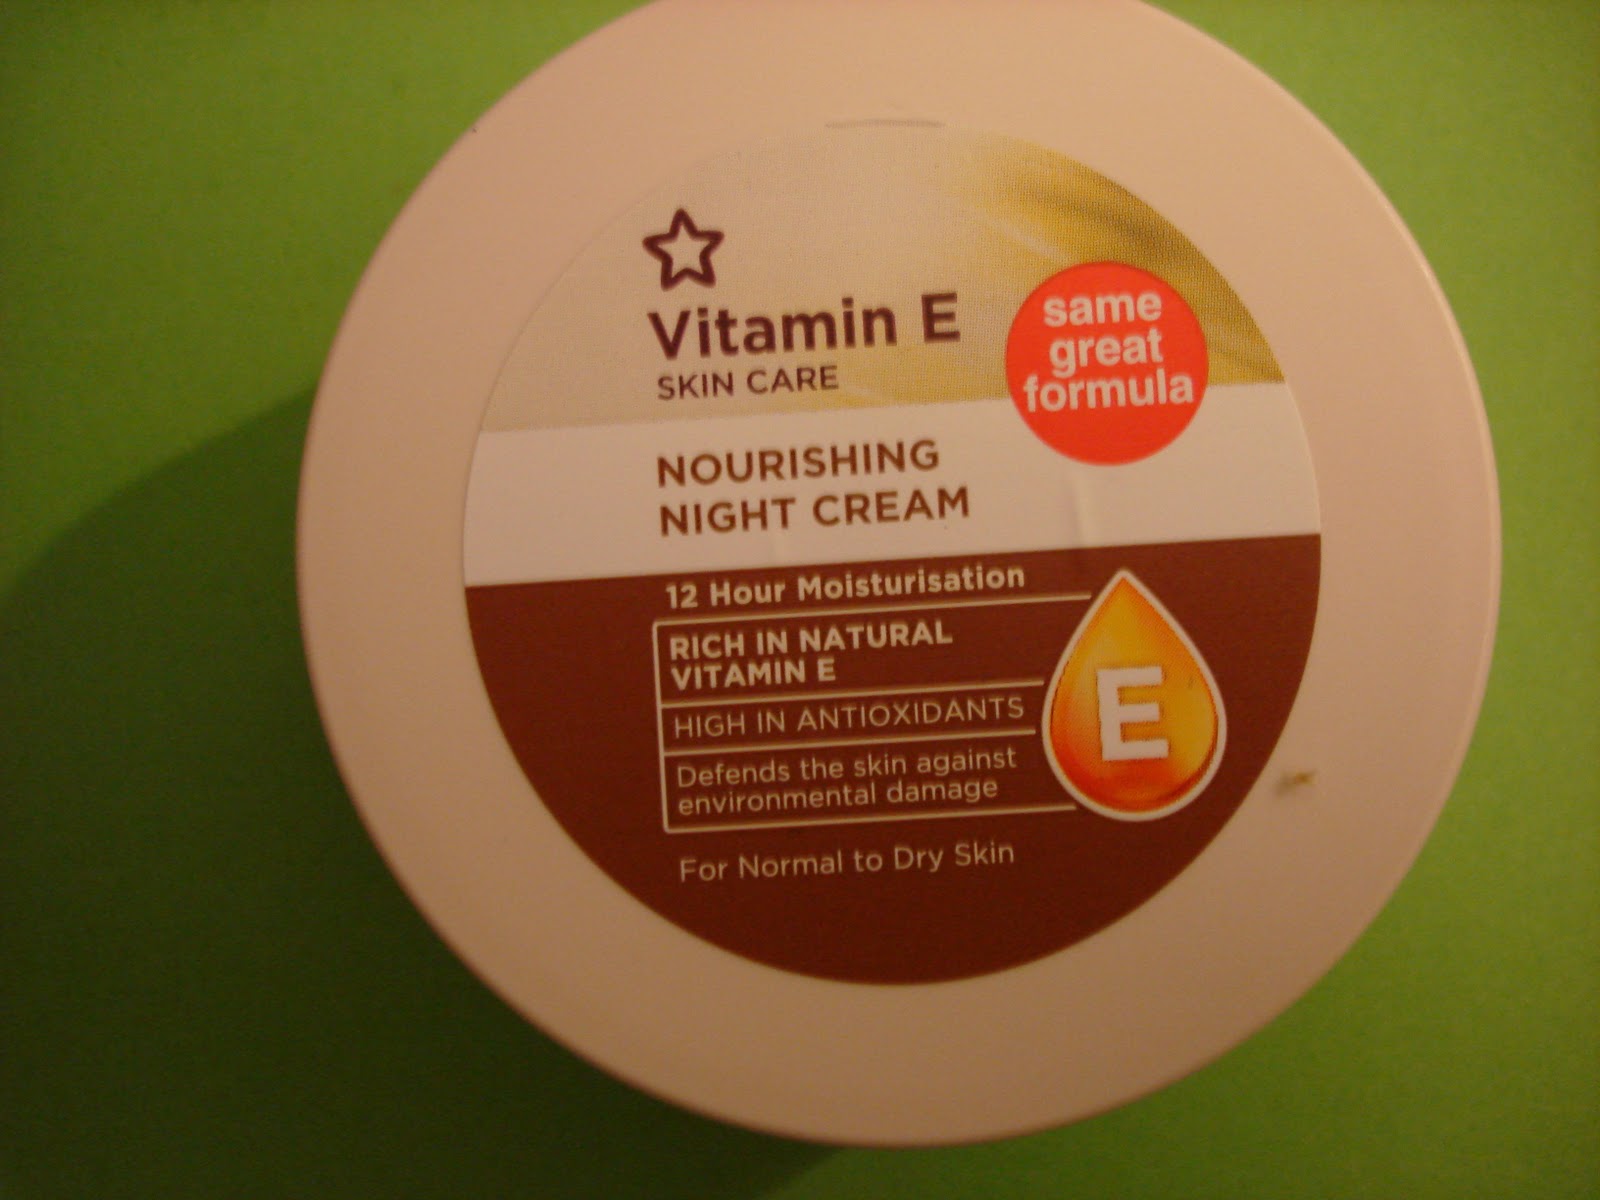 Vitamin E
SKIN CARE
same
great
formula
NOURISHING
NIGHT CREAM
12 Hour Moisturisation
RICH IN NATURAL
VITAMIN E
HIGH IN ANTIOXIDANTS
Defends the skin against
environmental damage
E
For Normal to Dry Skin